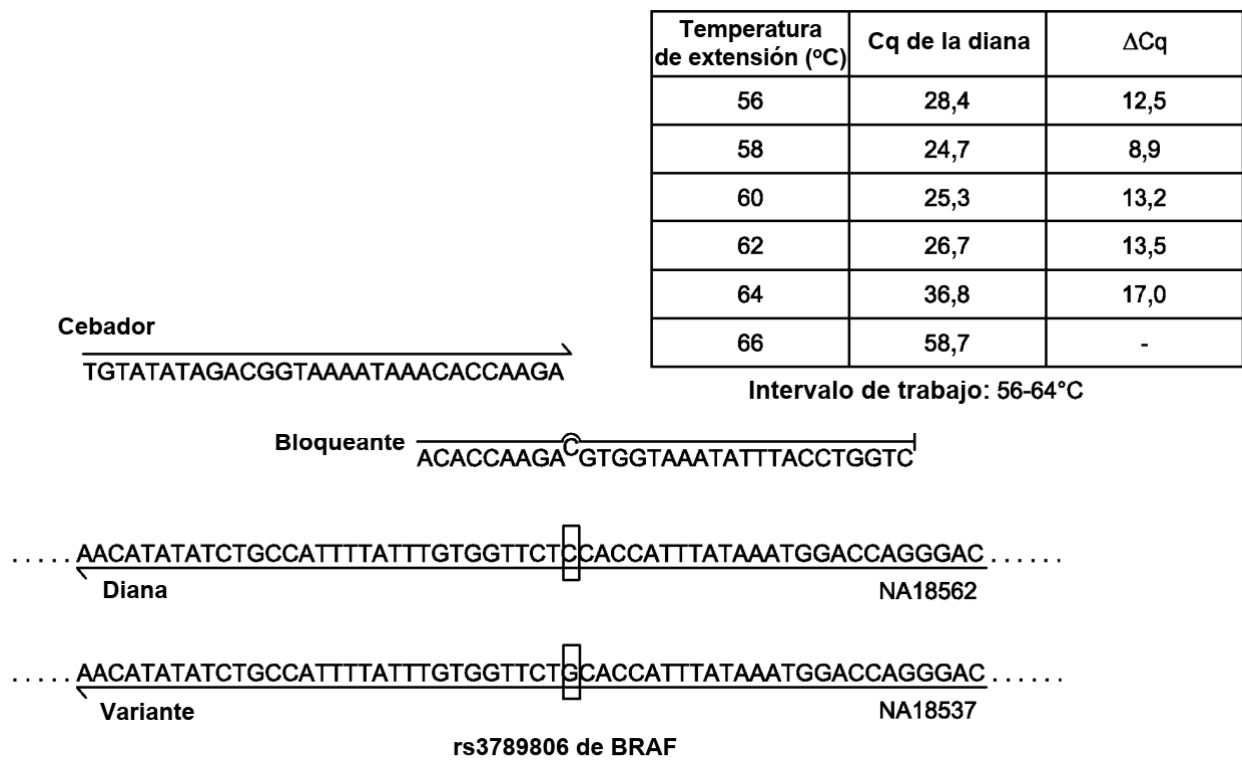 Temperatura de extensión (ºC) Cq de la diana ΔCq
56 28,4 12,5
58 24,7 8,9
60 25,3 13,2
62 26,7 13,5
64 36,8 17,0
66 58,7 -
Intervalo de trabajo: 56-64°C
Cebador
TGTATATAGACGGTAAAATAAACACCAAGA
Bloqueante
ACACCAAGACGTGGTAAATATTTACCTGGTC
.....AACATATATCTGCCATTTTATTTGTGGTTCTCCACCATTTATAAATGGACCAGGGAC......
Diana NA18562
.....AACATATATCTGCCATTTTATTTGTGGTTCTGCACCATTTATAAATGGACCAGGGAC......
Variante NA18537
rs3789806 de BRAF